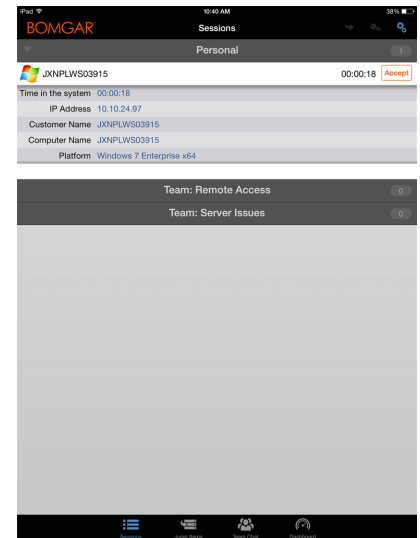 iPad 10:40 AM 38%
BOMGAR Sessions
Personal 1
JXNPLWS03915 00:00:18 Accept
Time in the system 00:00:18
IP Address 10.10.24.97
Customer Name JXNPLWS03915
Computer Name JXNPLWS03915
Platform Windows 7 Enterprise x64
Team: Remote Access 0
Team: Server Issues 0
Sessions Jump Items Team Chat Dashboard